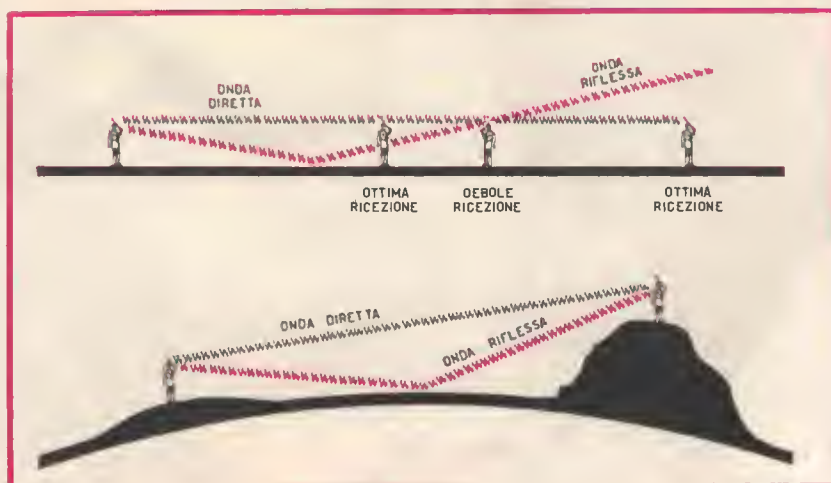 ONDA
DIRETTA
ONDA
RIFLESSA
OTTIMA
RICEZIONE
DEBOLE
RICEZIONE
OTTIMA
RICEZIONE
ONDA DIRETTA
ONDA RIFLESSA